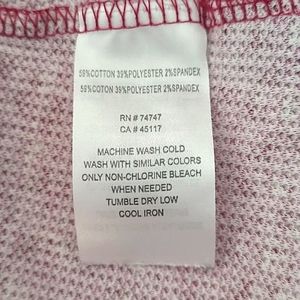 59%COTTON 39%POLYESTER 2%SPANDEX
59%COTON 39%POLYESTER 2%SPANDEX
RN # 74747
CA # 45117
MACHINE WASH COLD
WASH WITH SIMILAR COLORS
ONLY NON-CHLORINE BLEACH
WHEN NEEDED
TUMBLE DRY LOW
COOL IRON